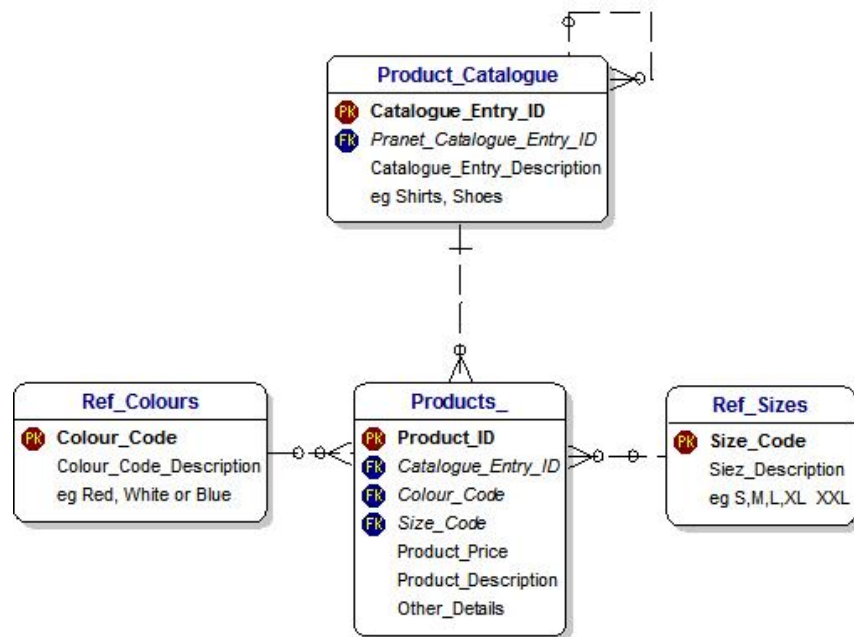 Product_Catalogue
PK Catalogue_Entry_ID
FK Pranet_Catalogue_Entry_ID
Catalogue_Entry_Description
eg Shirts, Shoes
Ref_Colours
PK Colour_Code
Colour_Code_Description
eg Red, White or Blue
Products_
PK Product_ID
FK Catalogue_Entry_ID
FK Colour_Code
FK Size_Code
Product_Price
Product_Description
Other_Details
Ref_Sizes
PK Size_Code
Siez_Description
eg S,M,L,XL XXL